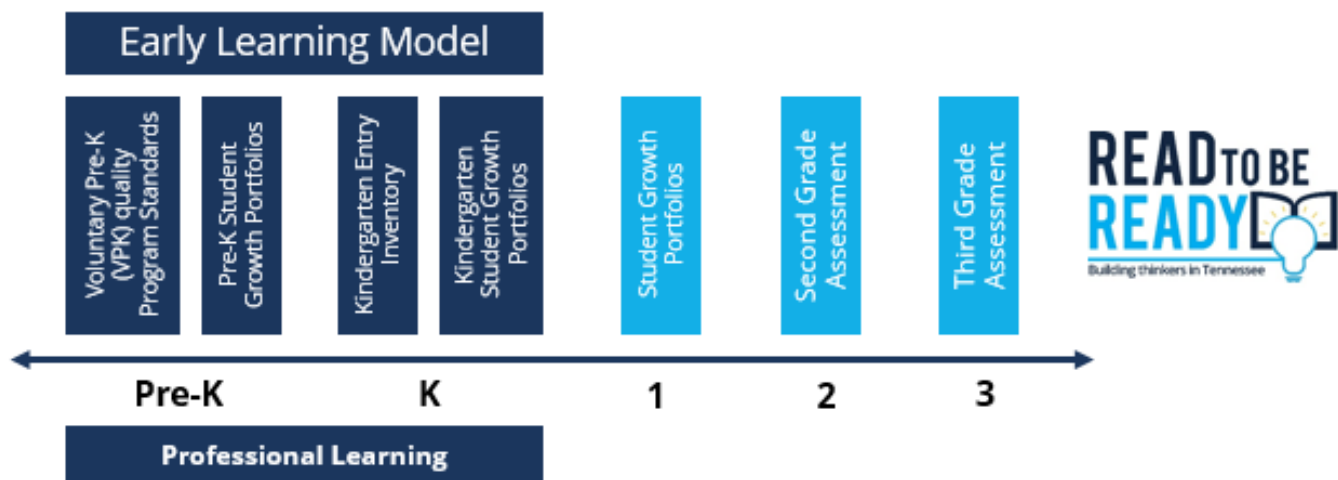 Early Learning Model
Voluntary Pre-K
(VPK) quality
Program Standards
Pre-K Student
Growth Portfolios
Kindergarten Entry
Inventory
Kindergarten
Student Growth
Portfolios
Student Growth
Portfolios
Second Grade
Assessment
Third Grade
Assessment
READ TO BE
READY
Building thinkers in Tennessee
Pre-K
K
1
2
3
Professional Learning